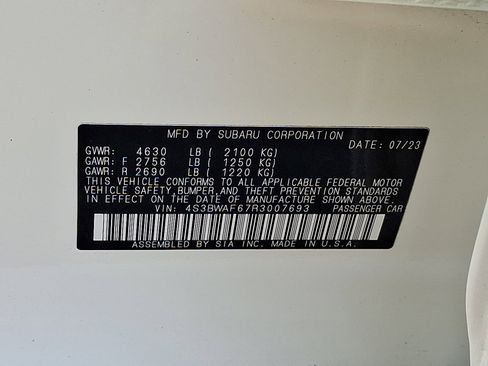 MFD BY SUBARU CORPORATION
DATE: 07/23
GVWR: 4630 LB ( 2100 KG)
GAWR: F 2756 LB ( 1250 KG)
GAWR: R 2690 LB ( 1220 KG)
THIS VEHICLE CONFORMS TO ALL APPLICABLE FEDERAL MOTOR
VEHICLE SAFETY, BUMPER, AND THEFT PREVENTION STANDARDS
IN EFFECT ON THE DATE OF MANUFACTURE SHOWN ABOVE.
VIN: 4S3BWAF67R3007693 PASSENGER CAR
ASSEMBLED BY SIA INC. MADE IN U.S.A.